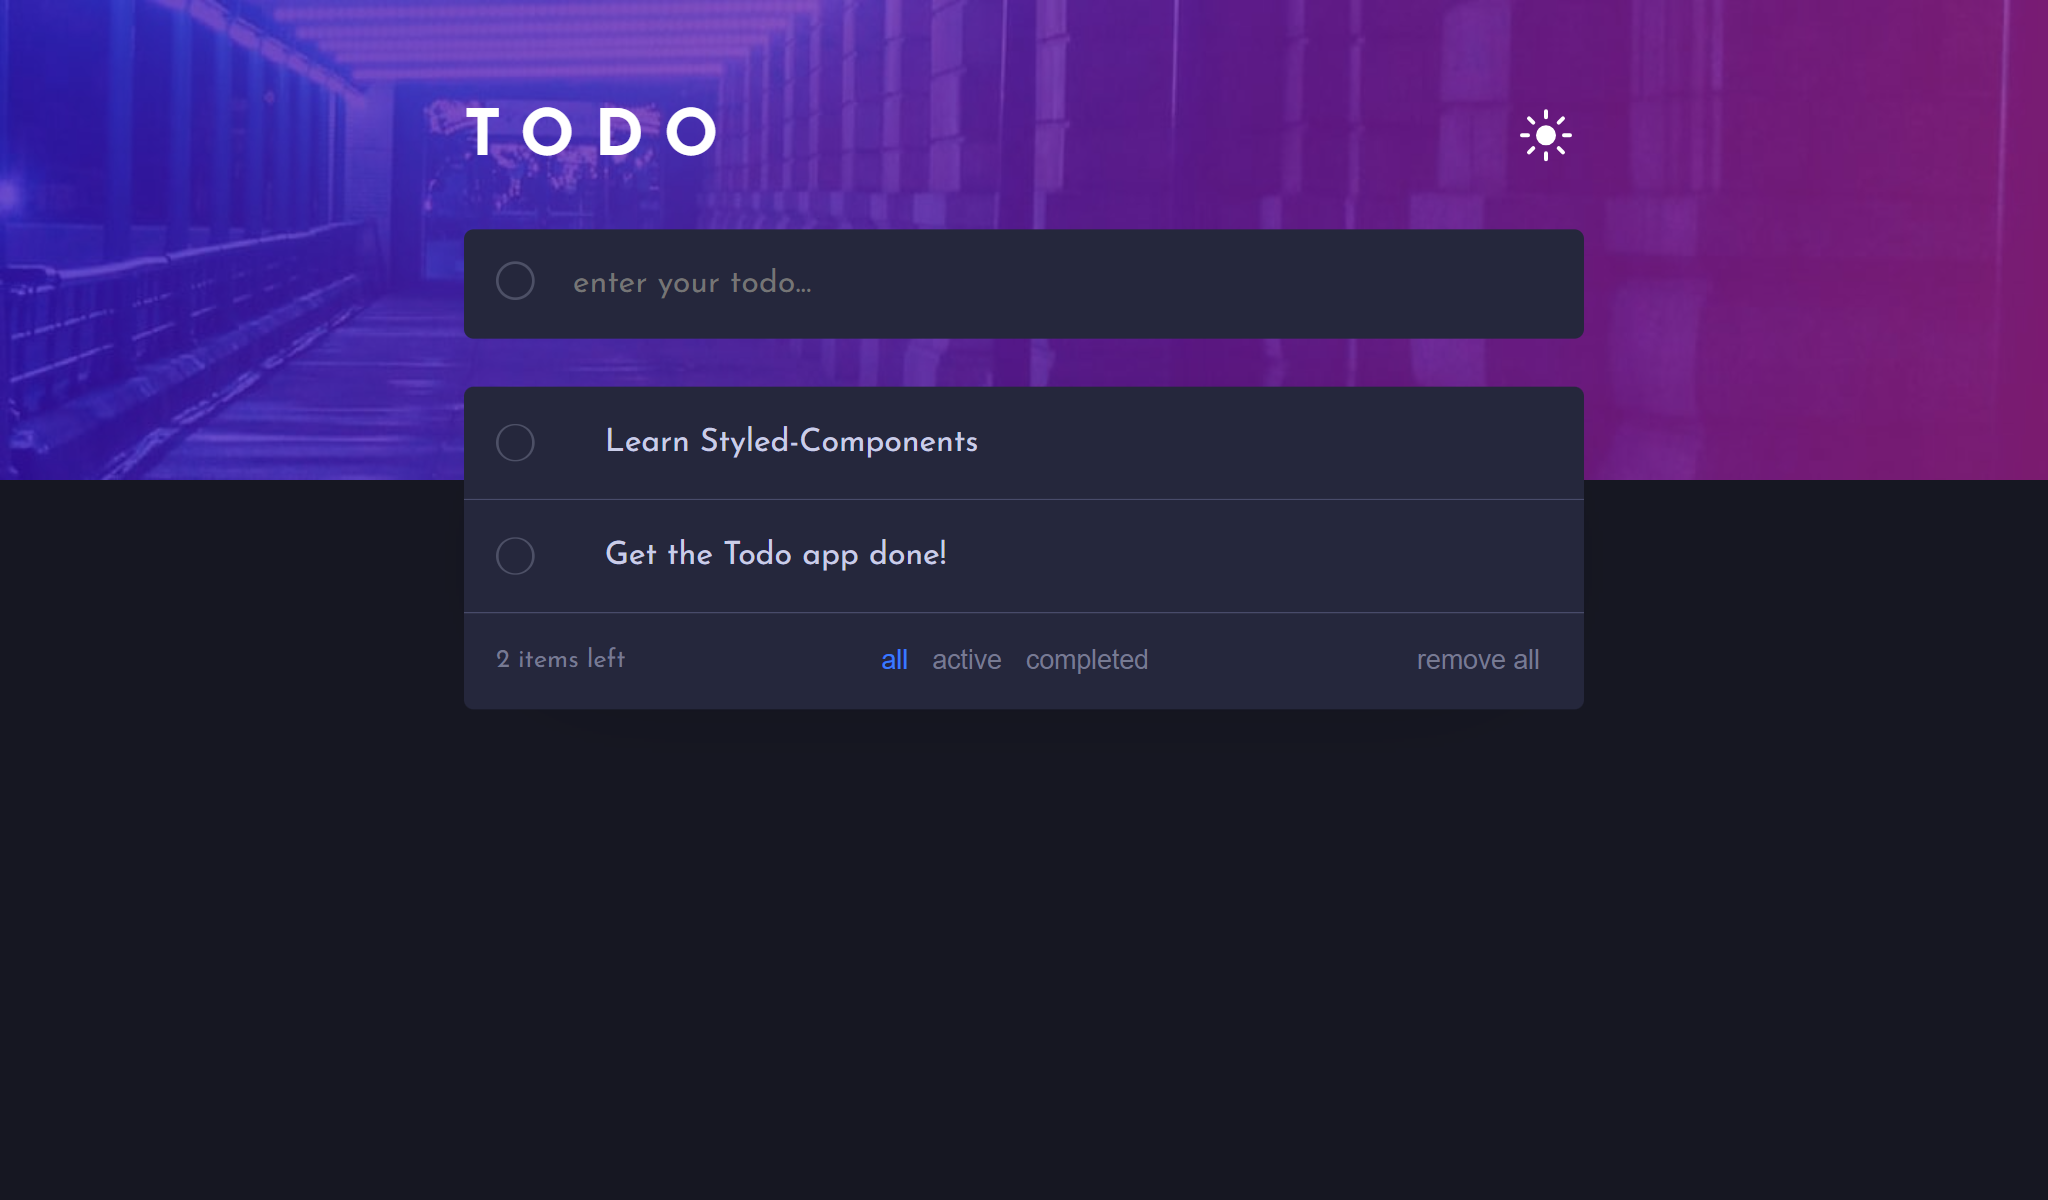 TODO
enter your todo...
Learn Styled-Components
Get the Todo app done!
2 items left all active completed remove all